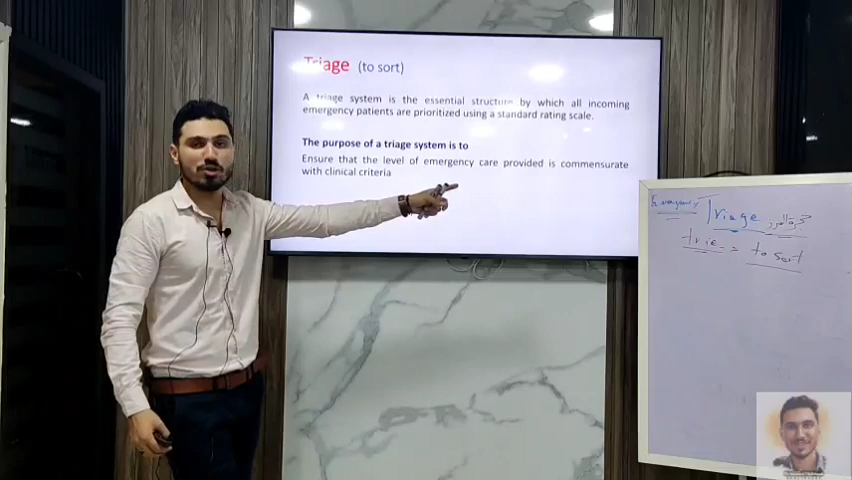 Triage (to sort)
A triage system is the essential structure by which all incoming
emergency patients are prioritized using a standard rating scale.
The purpose of a triage system is to
Ensure that the level of emergency care provided is commensurate
with clinical criteria
Emergency Triage
trie = to sort